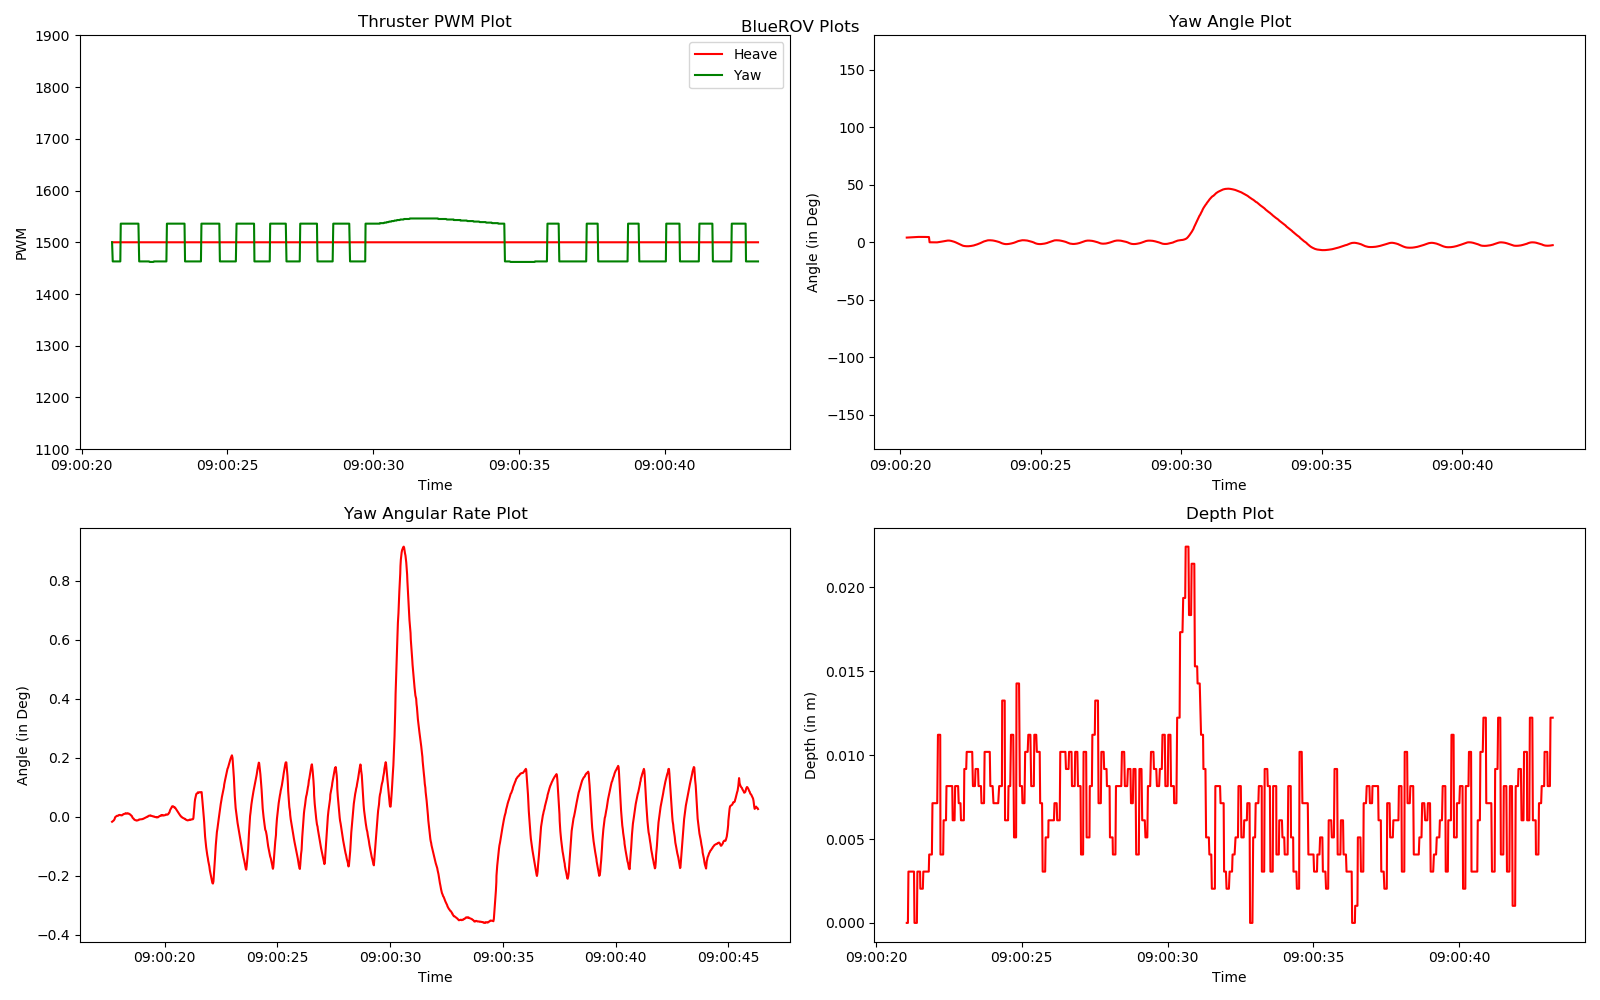 BlueROV Plots
Thruster PWM Plot
Heave
Yaw
PWM
1900
1800
1700
1600
1500
1400
1300
1200
1100
09:00:20 09:00:25 09:00:30 09:00:35 09:00:40
Time
Yaw Angle Plot
Angle (in Deg)
150
100
50
0
−50
−100
−150
09:00:20 09:00:25 09:00:30 09:00:35 09:00:40
Time
Yaw Angular Rate Plot
Angle (in Deg)
0.8
0.6
0.4
0.2
0.0
−0.2
−0.4
09:00:20 09:00:25 09:00:30 09:00:35 09:00:40 09:00:45
Time
Depth Plot
Depth (in m)
0.020
0.015
0.010
0.005
0.000
09:00:20 09:00:25 09:00:30 09:00:35 09:00:40
Time